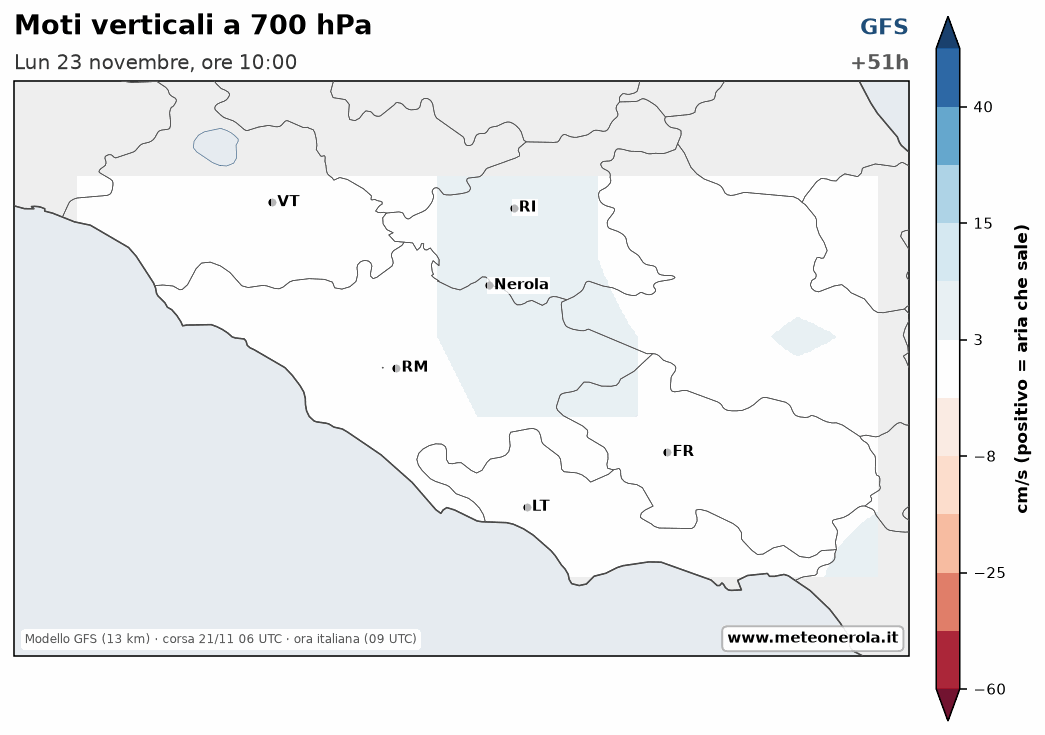 Moti verticali a 700 hPa
GFS
Lun 23 novembre, ore 10:00
+51h
VT
RI
Nerola
RM
FR
LT
40
15
3
−8
−25
−60
cm/s (positivo = aria che sale)
Modello GFS (13 km) · corsa 21/11 06 UTC · ora italiana (09 UTC)
www.meteonerola.it